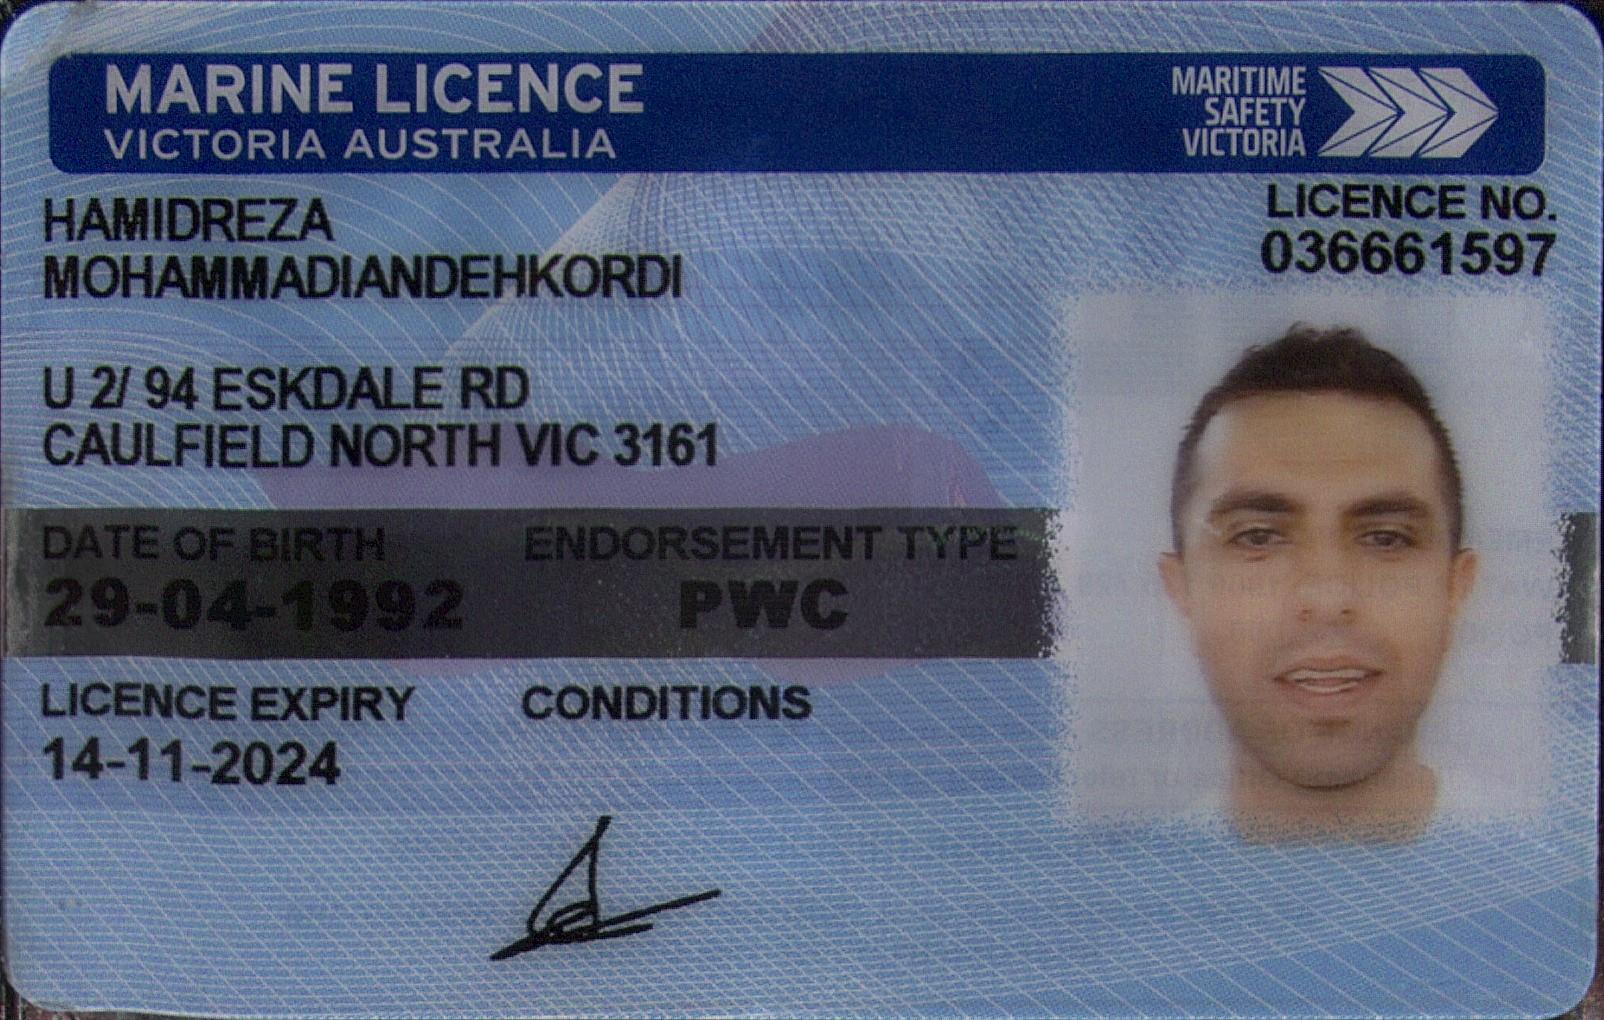 MARINE LICENCE
VICTORIA AUSTRALIA
MARITIME
SAFETY
VICTORIA
HAMIDREZA
MOHAMMADIANDEHKORDI
LICENCE NO.
036661597
U 2/ 94 ESKDALE RD
CAULFIELD NORTH VIC 3161
DATE OF BIRTH ENDORSEMENT TYPE
29-04-1992 PWC
LICENCE EXPIRY CONDITIONS
14-11-2024